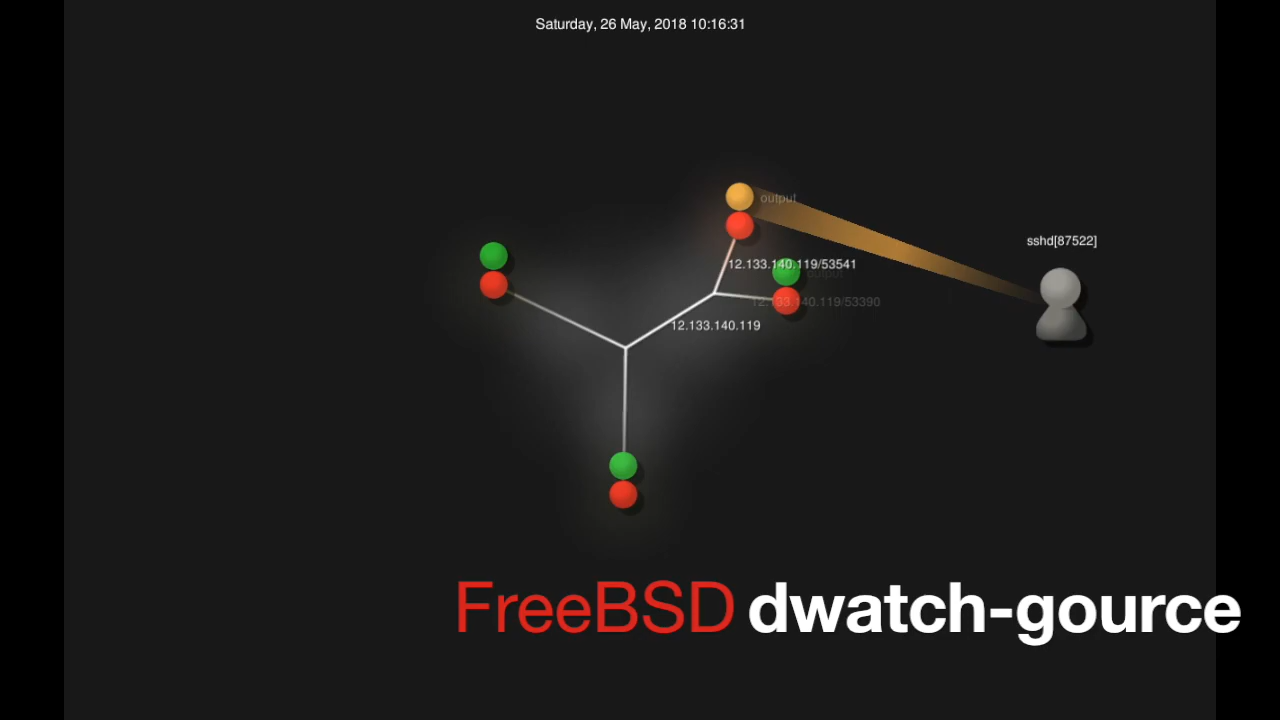 Saturday, 26 May, 2018 10:16:31
output
sshd[87522]
12.133.140.119/53541
output
12.133.140.119/53390
12.133.140.119
FreeBSD dwatch-gource